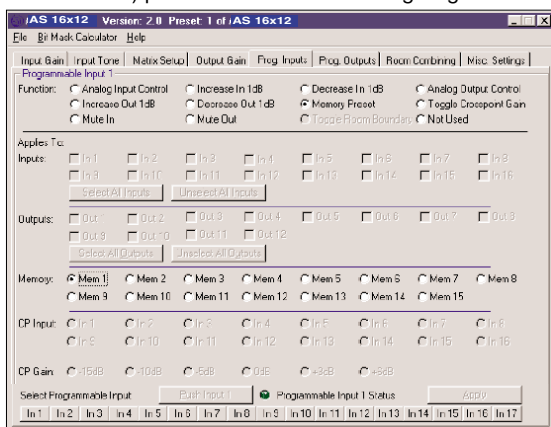 iAS 16x12 Version: 2.0 Preset: 1 of iAS 16x12
File Bit Mask Calculator Help
Input Gain Input Tone Matrix Setup Output Gain Prog. Inputs Prog. Outputs Room Combining Misc. Settings
Programmable Input 1
Function: Analog Input Control Increase In 1dB Decrease In 1dB Analog Output Control
Increase Out 1dB Decrease Out 1dB Memory Preset Toggle Crosspoint Gain
Mute In Mute Out Toggle Room Boundary Not Used
Applies To:
Inputs: In 1 In 2 In 3 In 4 In 5 In 6 In 7 In 8
In 9 In 10 In 11 In 12 In 13 In 14 In 15 In 16
Select All Inputs Unselect All Inputs
Outputs: Out 1 Out 2 Out 3 Out 4 Out 5 Out 6 Out 7 Out 8
Out 9 Out 10 Out 11 Out 12
Select All Outputs Unselect All Outputs
Memory: Mem 1 Mem 2 Mem 3 Mem 4 Mem 5 Mem 6 Mem 7 Mem 8
Mem 9 Mem 10 Mem 11 Mem 12 Mem 13 Mem 14 Mem 15
CP Input: In 1 In 2 In 3 In 4 In 5 In 6 In 7 In 8
In 9 In 10 In 11 In 12 In 13 In 14 In 15 In 16
CP Gain: -15dB -10dB -5dB 0dB +3dB +6dB
Select Programmable Input Push Input 1 Programmable Input 1 Status Apply
In 1 In 2 In 3 In 4 In 5 In 6 In 7 In 8 In 9 In 10 In 11 In 12 In 13 In 14 In 15 In 16 In 17